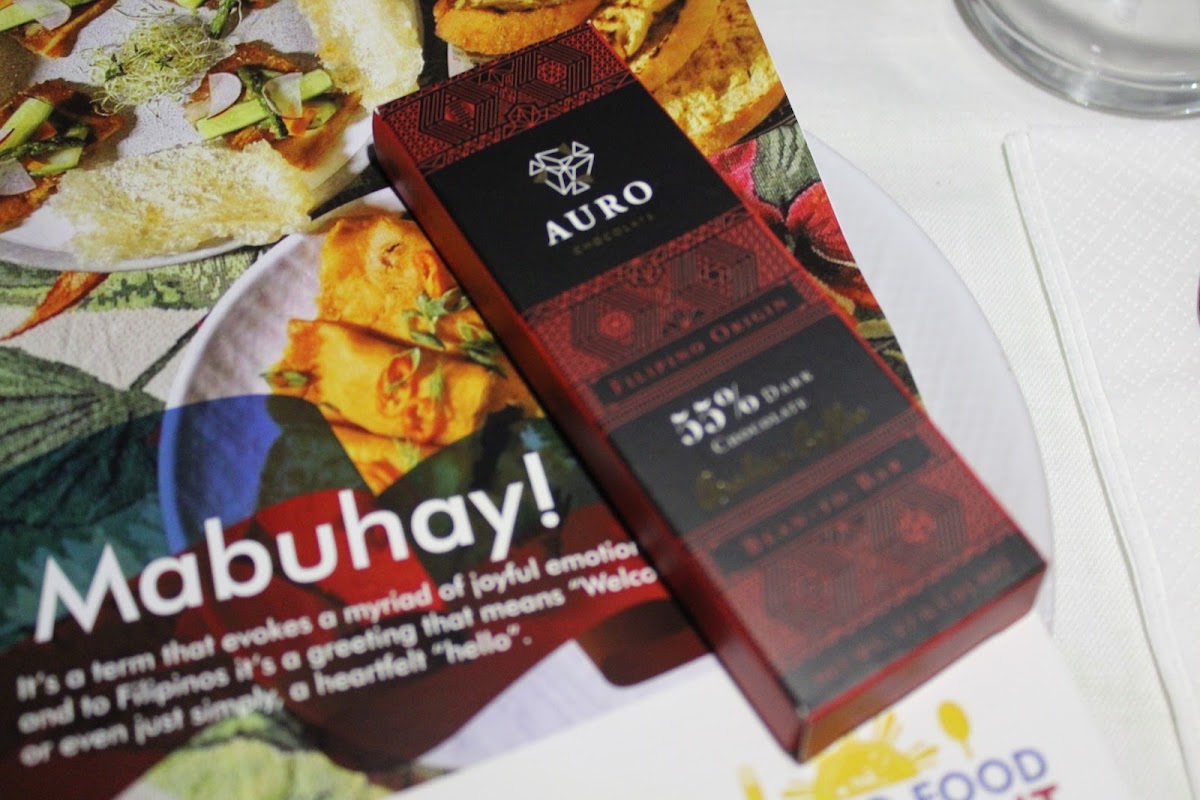 AURO
CHOCOLATE
FILIPINO ORIGIN
55% DARK
CHOCOLATE
BEAN-TO-BAR
Mabuhay!
It's a term that evokes a myriad of joyful emotion
and to Filipinos it's a greeting that means "Welco
or even just simply, a heartfelt "hello".
FOOD